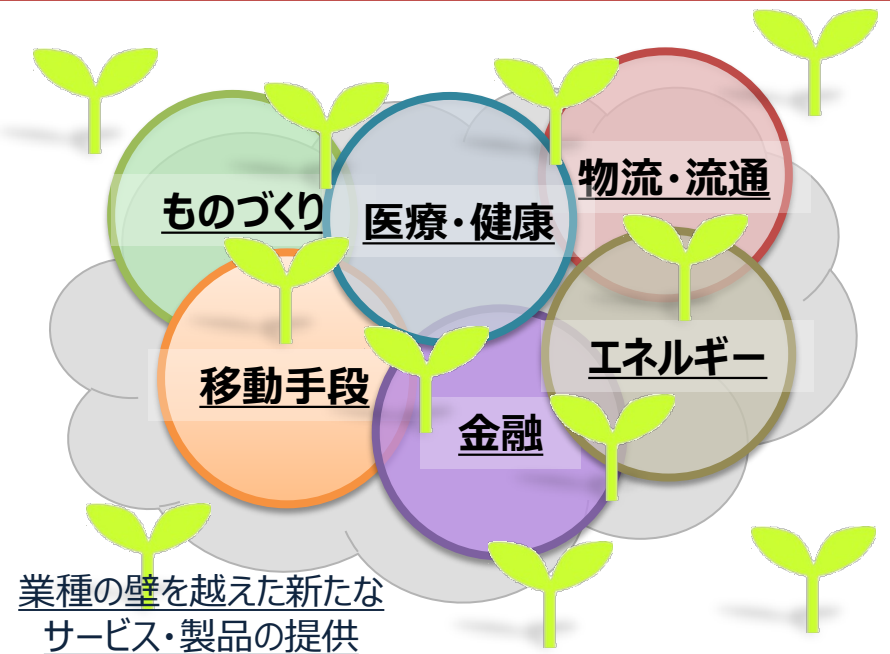 ものづくり
医療・健康
物流・流通
移動手段
金融
エネルギー
業種の壁を越えた新たな
サービス・製品の提供